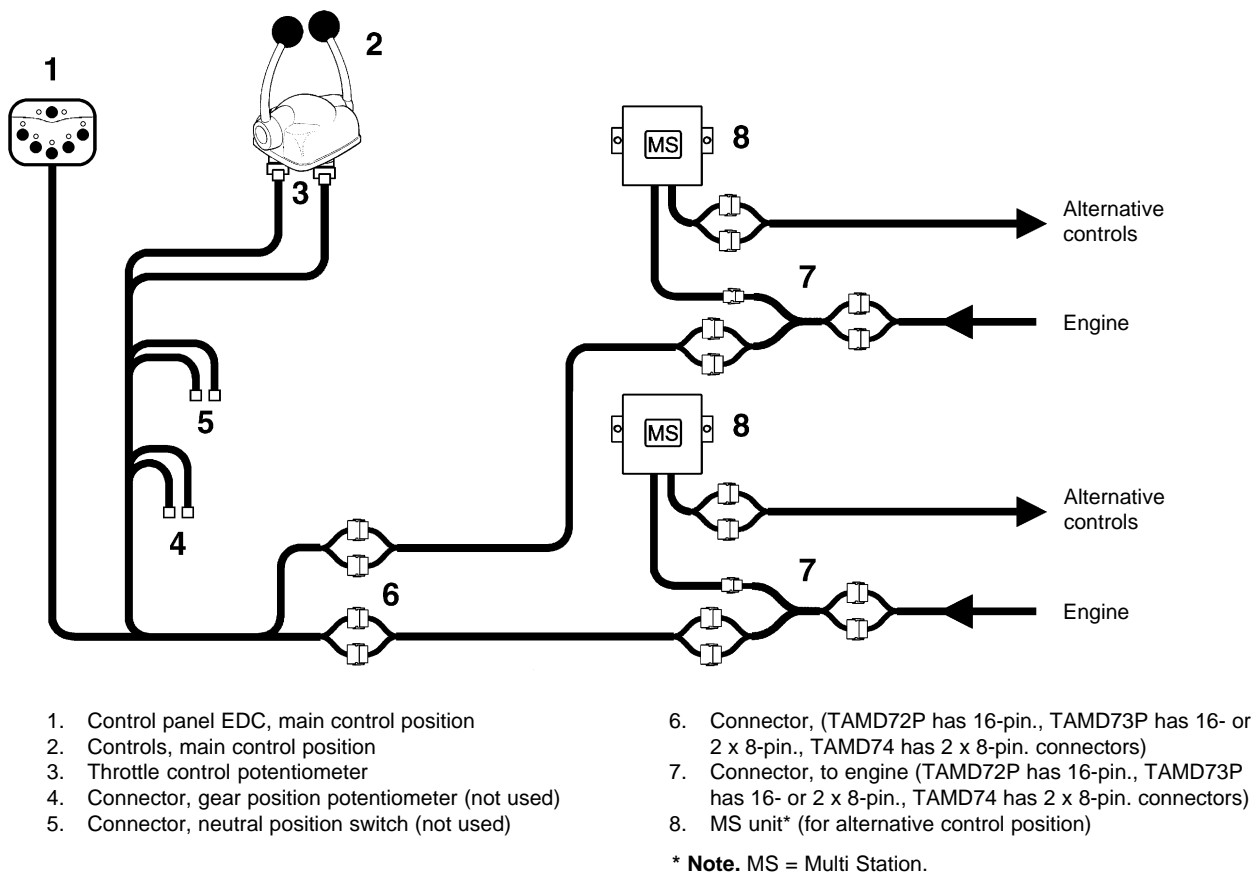 1
2
3
MS
8
Alternative
controls
7
Engine
5
MS
8
4
Alternative
controls
6
7
Engine
1. Control panel EDC, main control position
2. Controls, main control position
3. Throttle control potentiometer
4. Connector, gear position potentiometer (not used)
5. Connector, neutral position switch (not used)
6. Connector, (TAMD72P has 16-pin., TAMD73P has 16- or
2 x 8-pin., TAMD74 has 2 x 8-pin. connectors)
7. Connector, to engine (TAMD72P has 16-pin., TAMD73P
has 16- or 2 x 8-pin., TAMD74 has 2 x 8-pin. connectors)
8. MS unit* (for alternative control position)
* Note. MS = Multi Station.